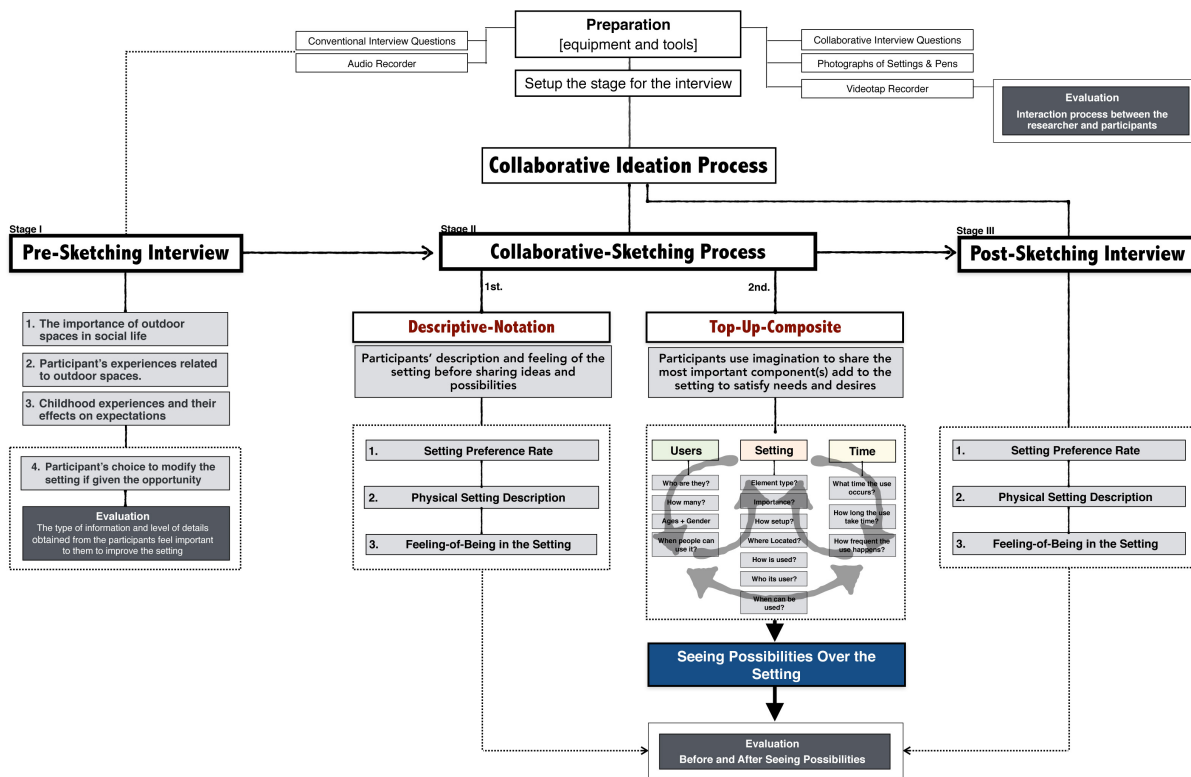 Preparation
[equipment and tools]
Conventional Interview Questions
Audio Recorder
Collaborative Interview Questions
Photographs of Settings & Pens
Videotap Recorder
Setup the stage for the interview
Evaluation
Interaction process between the
researcher and participants
Collaborative Ideation Process
Stage I
Pre-Sketching Interview
Stage II
Collaborative-Sketching Process
Stage III
Post-Sketching Interview
1st.
2nd.
1. The importance of outdoor
spaces in social life
2. Participant's experiences related
to outdoor spaces.
3. Childhood experiences and their
effects on expectations
4. Participant's choice to modify the
setting if given the opportunity
Evaluation
The type of information and level of details
obtained from the participants feel important
to them to improve the setting
Descriptive-Notation
Participants' description and feeling of the
setting before sharing ideas and
possibilities
1. Setting Preference Rate
2. Physical Setting Description
3. Feeling-of-Being in the Setting
Top-Up-Composite
Participants use imagination to share the
most important component(s) add to the
setting to satisfy needs and desires
Users
Who are they?
How many?
Ages + Gender
When people can
use it?
Setting
Element type?
Importance?
How setup?
Where Located?
How is used?
Who its user?
When can be
used?
Time
What time the use
occurs?
How long the use
take time?
How frequent the
use happens?
1. Setting Preference Rate
2. Physical Setting Description
3. Feeling-of-Being in the Setting
Seeing Possibilities Over the
Setting
Evaluation
Before and After Seeing Possibilities